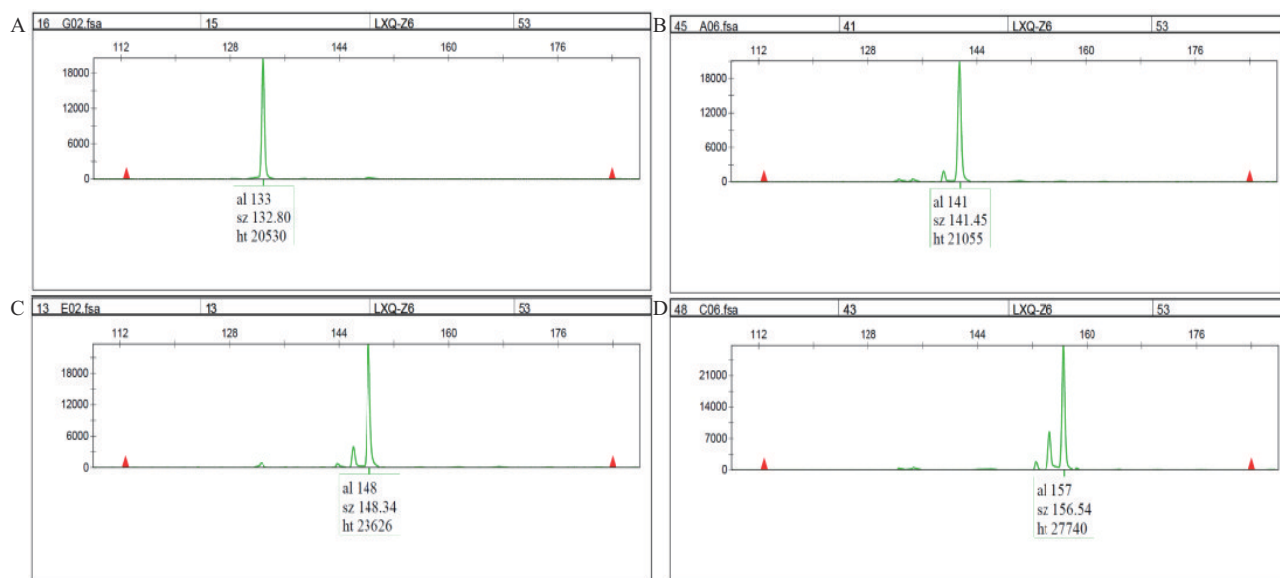 A
16 G02.fsa 15 LXQ-Z6 53
112 128 144 160 176
18000
12000
6000
0
al 133
sz 132.80
ht 20530
B
45 A06.fsa 41 LXQ-Z6 53
112 128 144 160 176
18000
12000
6000
0
al 141
sz 141.45
ht 21055
C
13 E02.fsa 13 LXQ-Z6 53
112 128 144 160 176
18000
12000
6000
0
al 148
sz 148.34
ht 23626
D
48 C06.fsa 43 LXQ-Z6 53
112 128 144 160 176
21000
14000
7000
0
al 157
sz 156.54
ht 27740